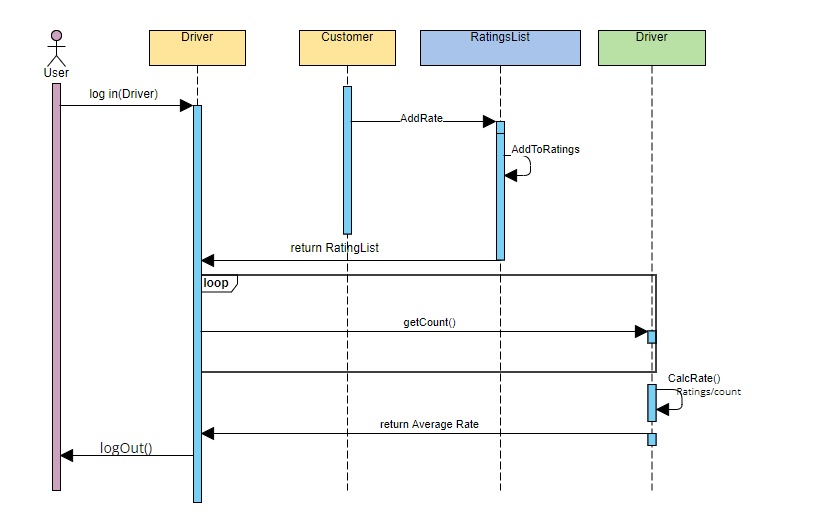 Driver
Customer
RatingsList
Driver
User
log in(Driver)
AddRate
AddToRatings
return RatingList
loop
getCount()
CalcRate()
Ratings/count
return Average Rate
logOut()